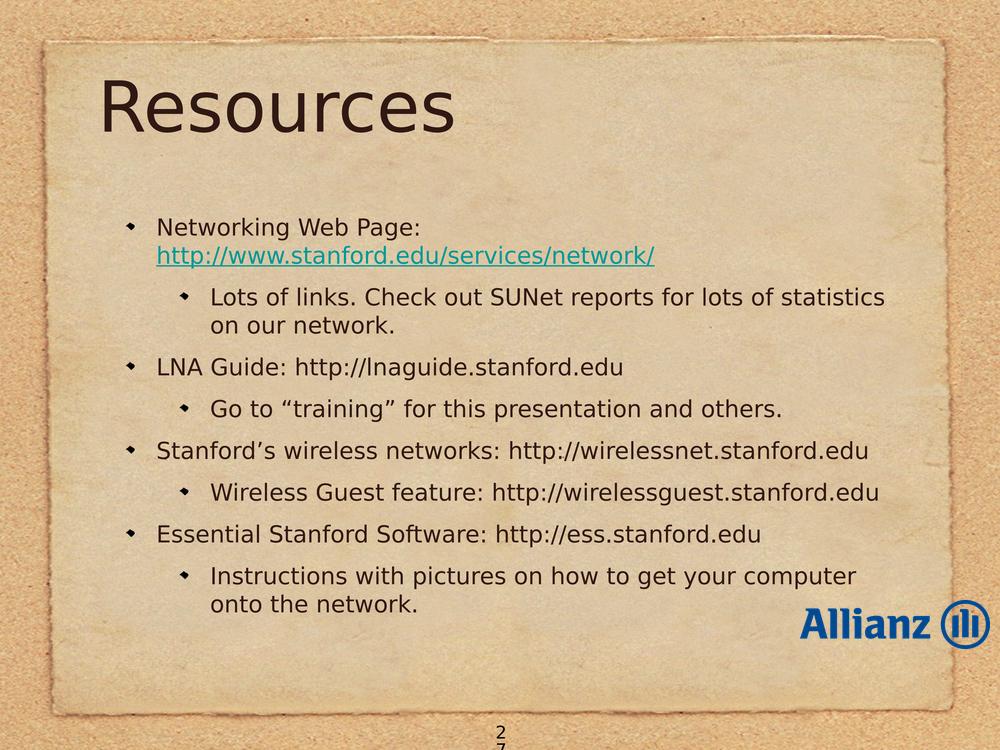 Resources
Networking Web Page:
http://www.stanford.edu/services/network/
Lots of links. Check out SUNet reports for lots of statistics
on our network.
LNA Guide: http://lnaguide.stanford.edu
Go to “training” for this presentation and others.
Stanford’s wireless networks: http://wirelessnet.stanford.edu
Wireless Guest feature: http://wirelessguest.stanford.edu
Essential Stanford Software: http://ess.stanford.edu
Instructions with pictures on how to get your computer
onto the network.
Allianz
2
7